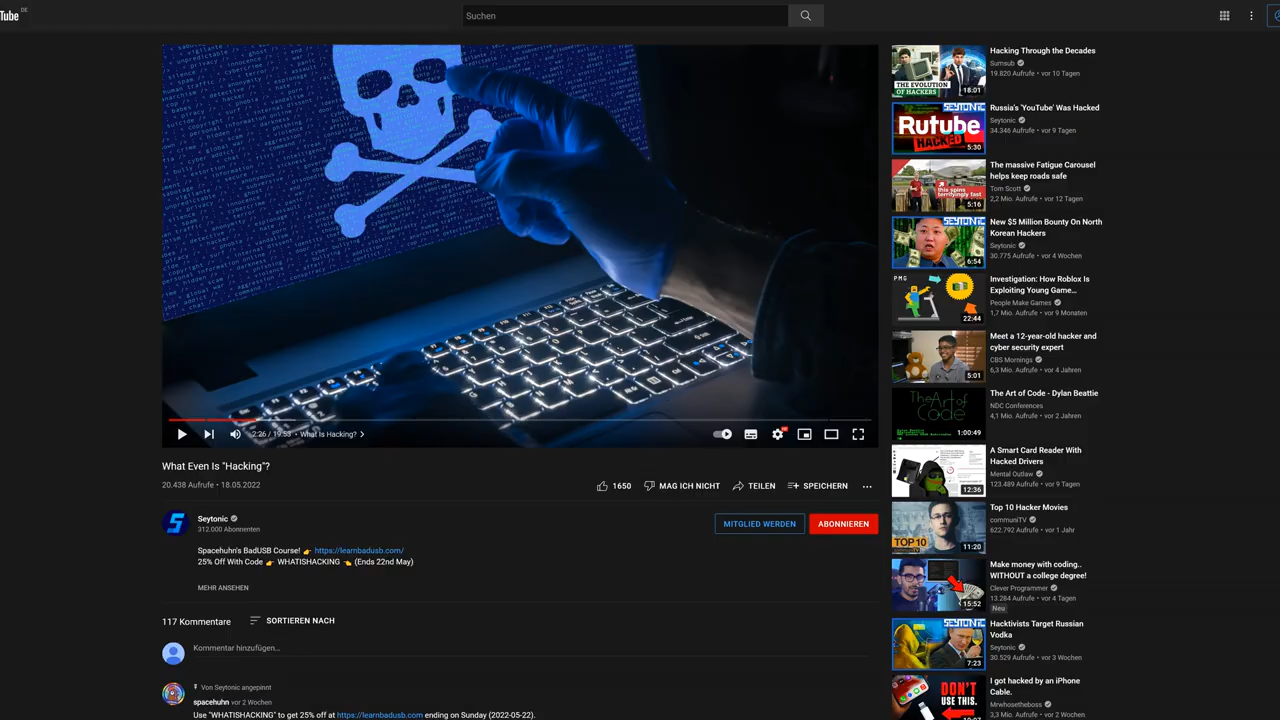 Tube DE
Suchen
2:26 / 19:53 • What Is Hacking?
What Even Is "Hacking"?
20.438 Aufrufe • 18.05.2022
1650
MAG ICH NICHT
TEILEN
SPEICHERN
Seytonic
312.000 Abonnenten
MITGLIED WERDEN
ABONNIEREN
Spacehuhn's BadUSB Course! 👉 https://learnbadusb.com/
25% Off With Code 👉 WHATISHACKING 👈 (Ends 22nd May)
MEHR ANSEHEN
117 Kommentare
SORTIEREN NACH
Kommentar hinzufügen...
Von Seytonic angepinnt
spacehuhn vor 2 Wochen
Use "WHATISHACKING" to get 25% off at https://learnbadusb.com ending on Sunday (2022-05-22).
THE EVOLUTION
OF HACKERS
18:01
Hacking Through the Decades
Sumsub
19.820 Aufrufe • vor 10 Tagen
SEYTONIC
Rutube
HACKED
5:30
Russia's 'YouTube' Was Hacked
Seytonic
34.346 Aufrufe • vor 9 Tagen
this spins
terrifyingly fast
5:16
The massive Fatigue Carousel
helps keep roads safe
Tom Scott
2,2 Mio. Aufrufe • vor 12 Tagen
SEYTONIC
6:54
New $5 Million Bounty On North
Korean Hackers
Seytonic
30.775 Aufrufe • vor 4 Wochen
PMG
22:44
Investigation: How Roblox Is
Exploiting Young Game…
People Make Games
1,7 Mio. Aufrufe • vor 9 Monaten
5:01
Meet a 12-year-old hacker and
cyber security expert
CBS Mornings
6,3 Mio. Aufrufe • vor 4 Jahren
The Art of
Code
1:00:49
The Art of Code - Dylan Beattie
NDC Conferences
4,1 Mio. Aufrufe • vor 2 Jahren
12:36
A Smart Card Reader With
Hacked Drivers
Mental Outlaw
123.489 Aufrufe • vor 9 Tagen
TOP 10
communiTV
11:20
Top 10 Hacker Movies
communiTV
622.792 Aufrufe • vor 1 Jahr
15:52
Make money with coding..
WITHOUT a college degree!
Clever Programmer
13.284 Aufrufe • vor 4 Tagen
Neu
SEYTONIC
7:23
Hacktivists Target Russian
Vodka
Seytonic
30.529 Aufrufe • vor 3 Wochen
DON'T
USE THIS.
I got hacked by an iPhone
Cable.
Mrwhosetheboss
3,3 Mio. Aufrufe • vor 2 Wochen